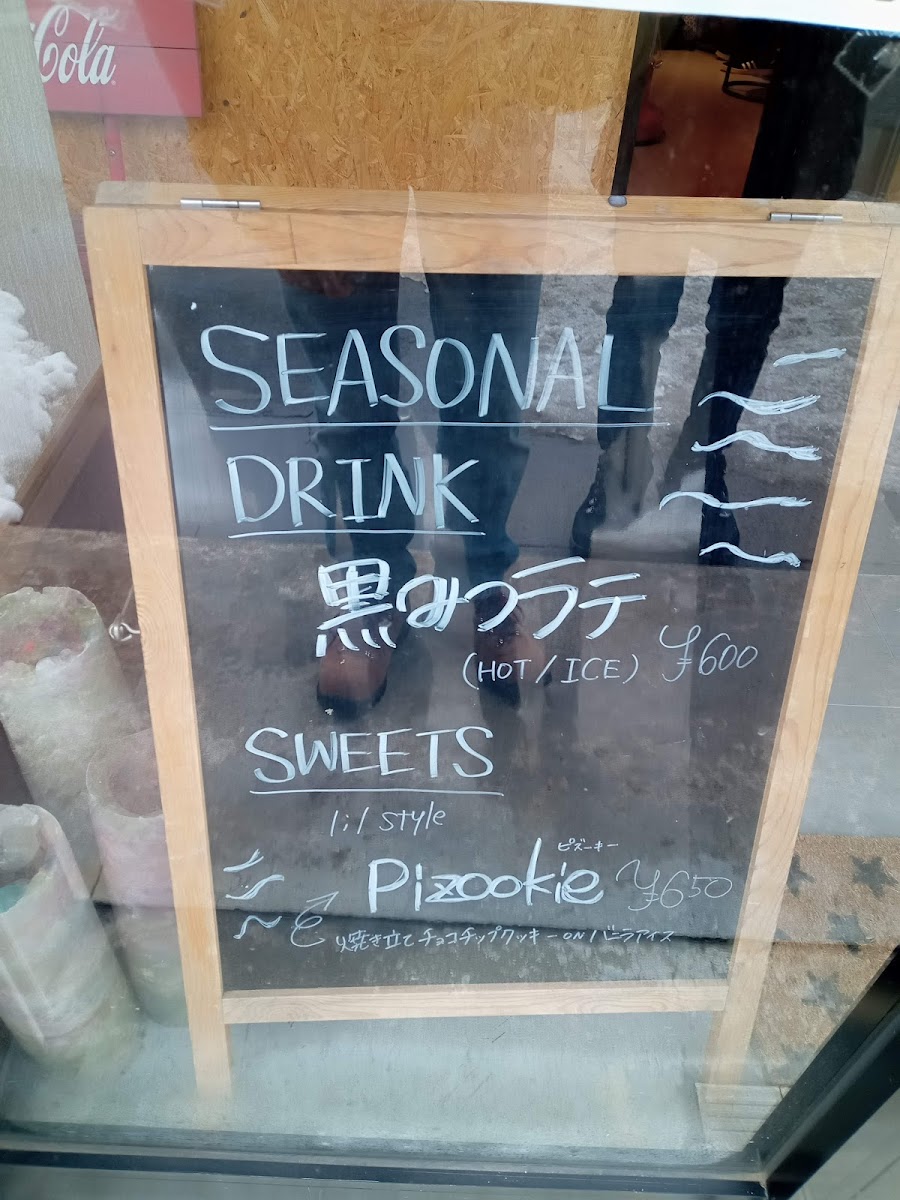 Cola
SEASONAL
DRINK
黒みつラテ
(HOT/ICE) ¥600
SWEETS
lil style
ピズーキー
Pizookie ¥650
焼き立てチョコチップクッキー ON バニラアイス